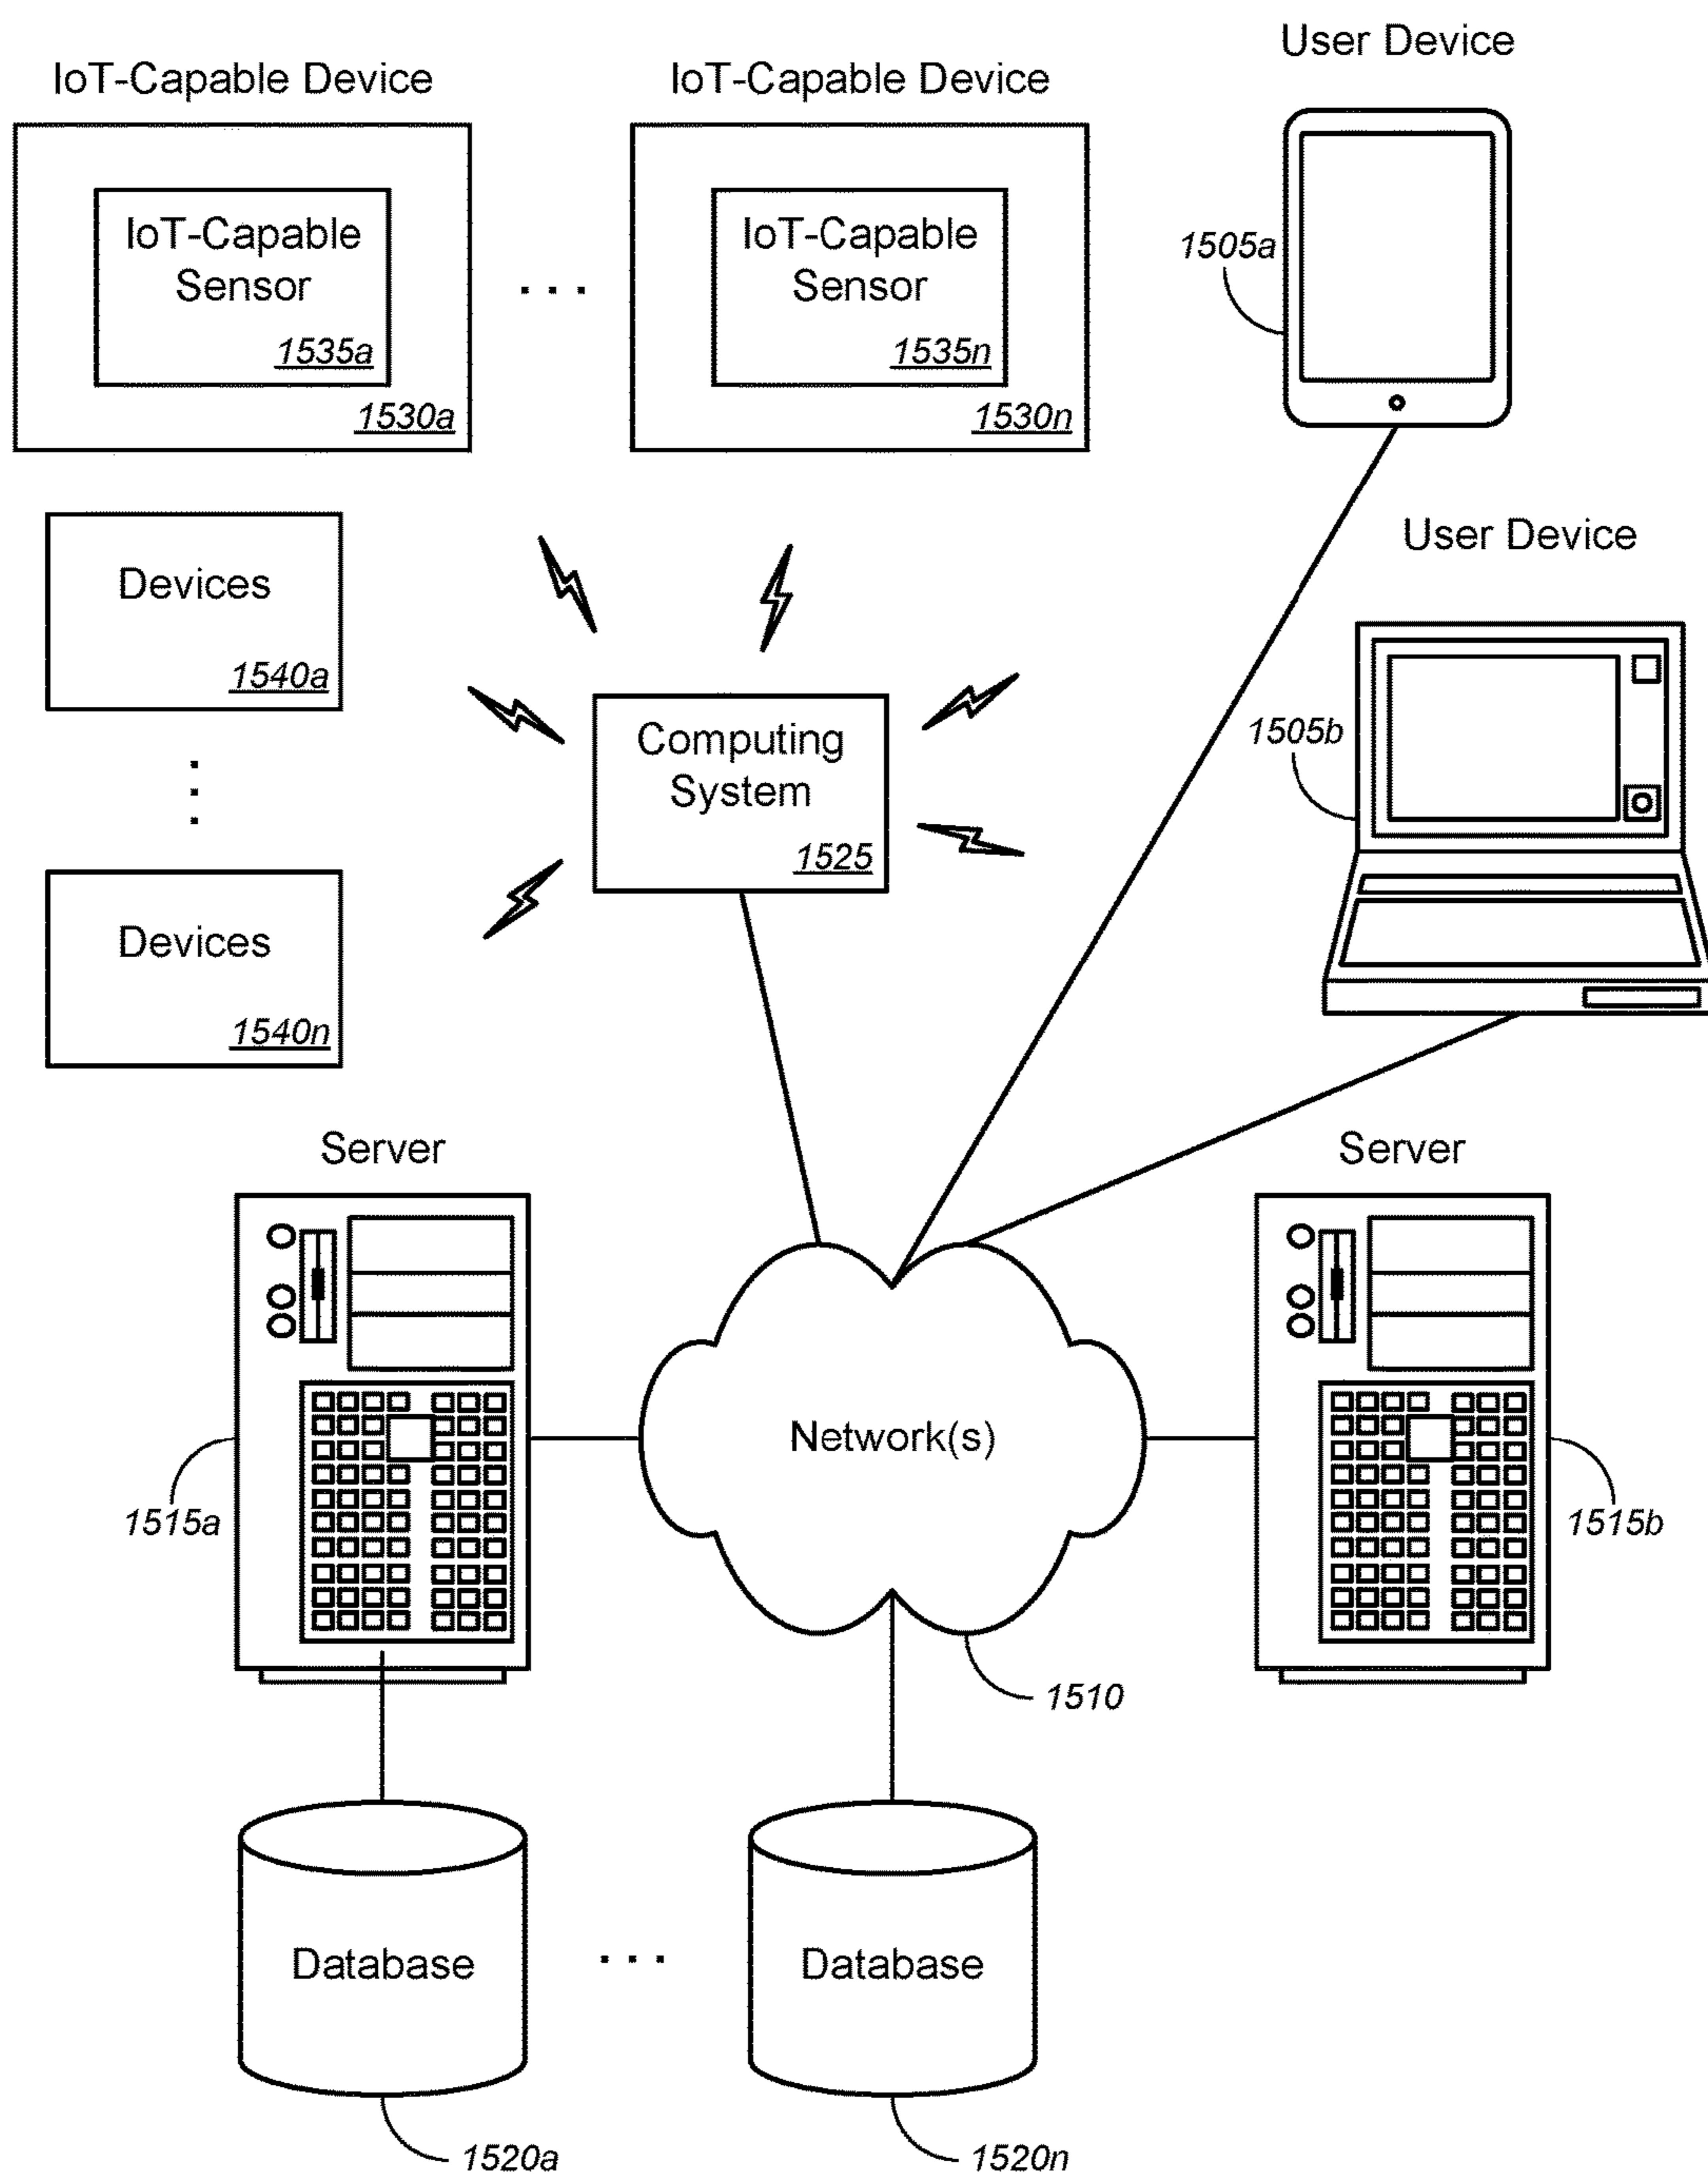 User Device
IoT-Capable Device
IoT-Capable Device
IoT-Capable
Sensor
1535a
1530a
. . .
IoT-Capable
Sensor
1535n
1530n
1505a
User Device
Devices
1540a
Computing
System
1525
1505b
Devices
1540n
Server
Server
Network(s)
1515a
1515b
1510
Database
. . .
Database
1520a
1520n